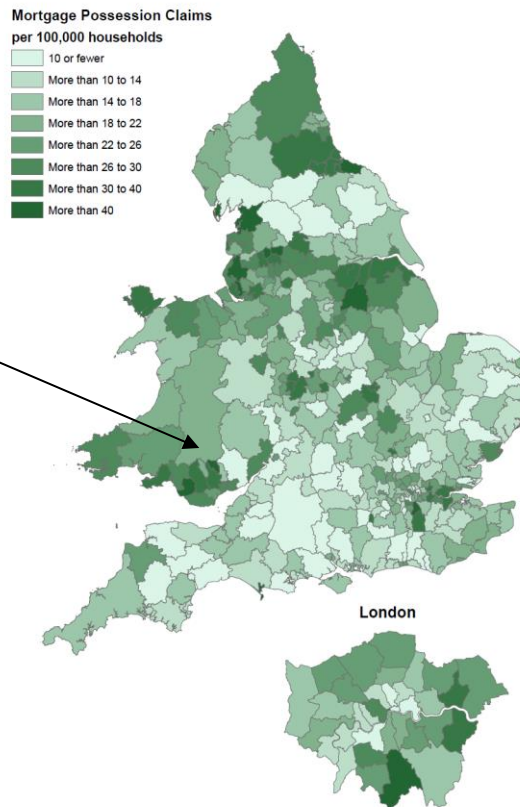 Mortgage Possession Claims
per 100,000 households
10 or fewer
More than 10 to 14
More than 14 to 18
More than 18 to 22
More than 22 to 26
More than 26 to 30
More than 30 to 40
More than 40
London